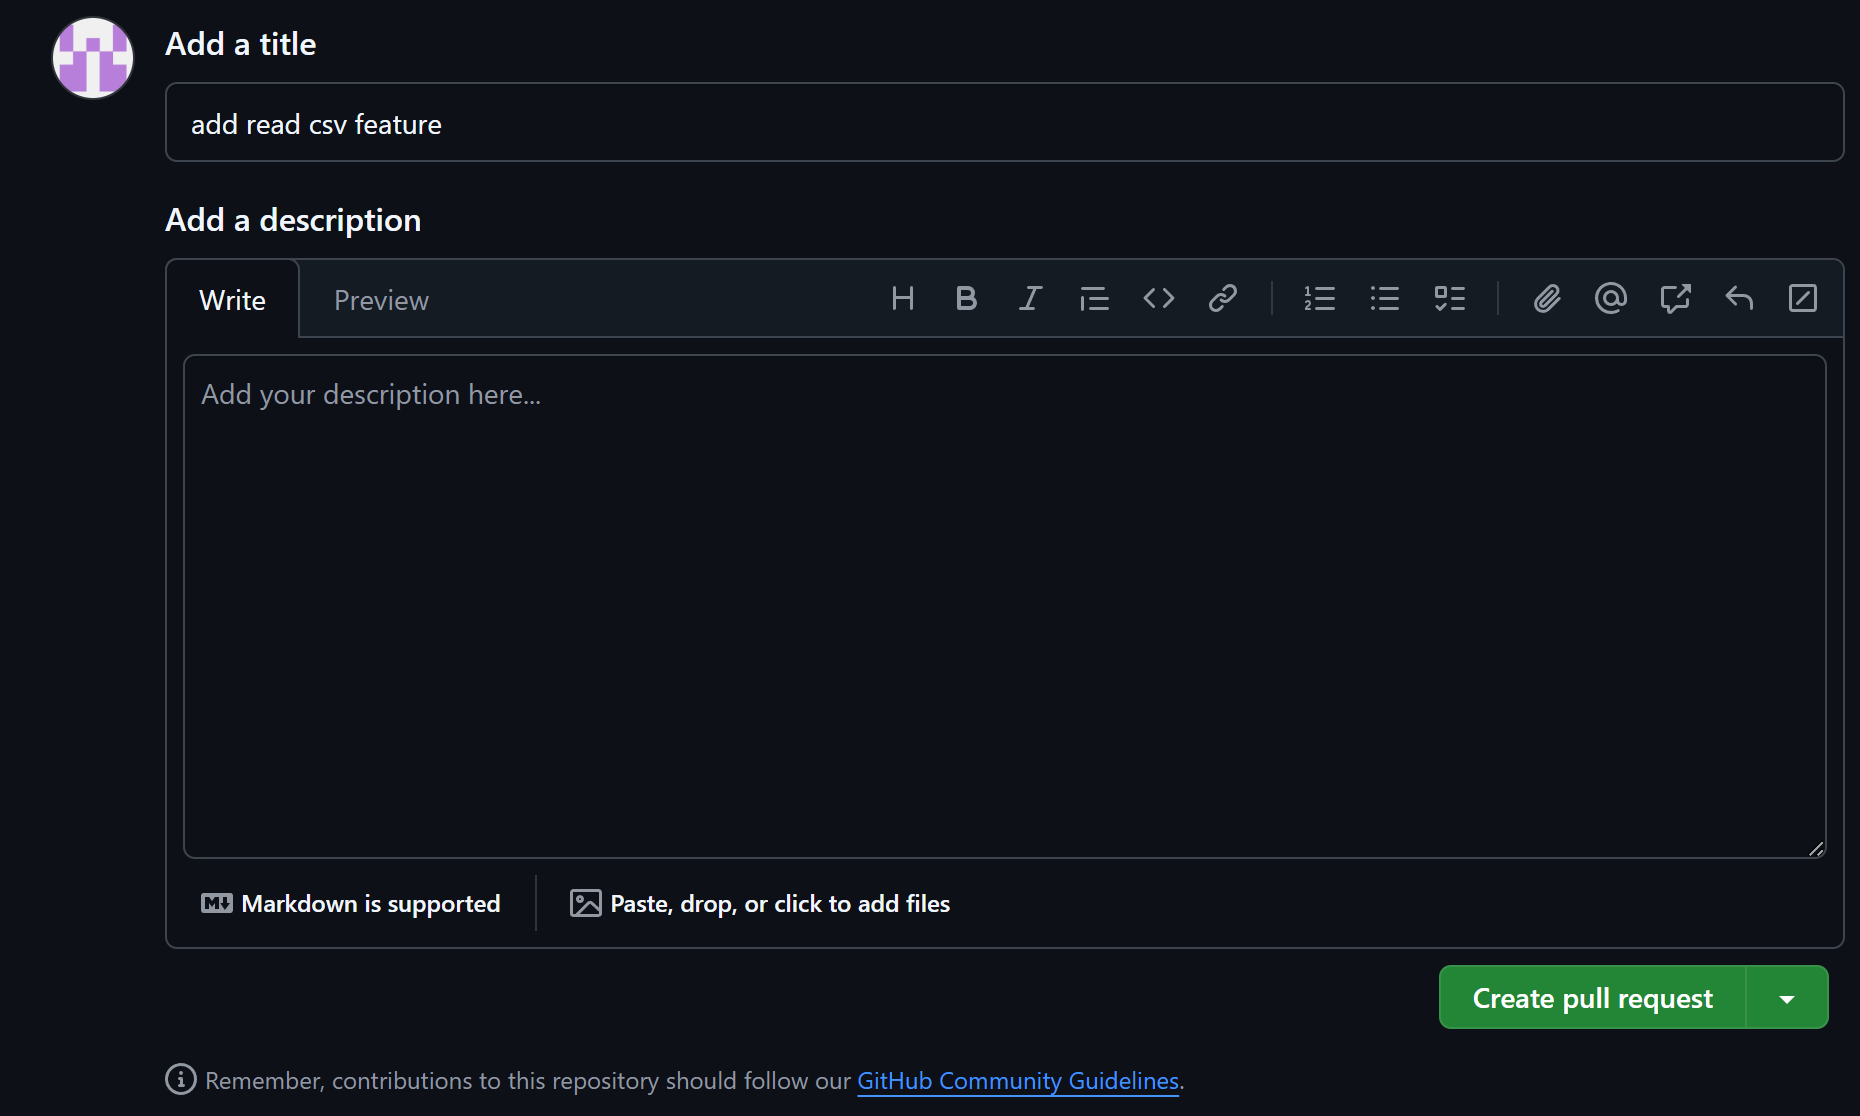 Add a title
add read csv feature
Add a description
Write Preview
Add your description here...
Markdown is supported Paste, drop, or click to add files
Create pull request
Remember, contributions to this repository should follow our GitHub Community Guidelines.